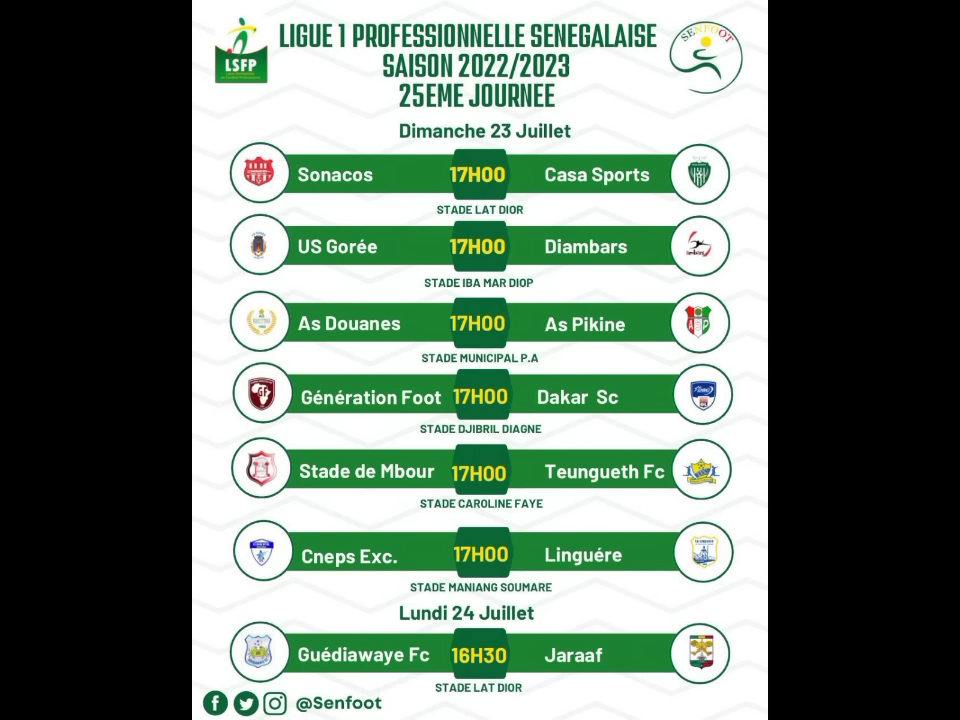 LSFP
SENFOOT
LIGUE 1 PROFESSIONNELLE SENEGALAISE
SAISON 2022/2023
25EME JOURNEE
Dimanche 23 Juillet
Sonacos 17H00 Casa Sports
STADE LAT DIOR
US Gorée 17H00 Diambars
STADE IBA MAR DIOP
As Douanes 17H00 As Pikine
STADE MUNICIPAL P.A
Génération Foot 17H00 Dakar Sc
STADE DJIBRIL DIAGNE
Stade de Mbour 17H00 Teungueth Fc
STADE CAROLINE FAYE
Cneps Exc. 17H00 Linguére
STADE MANIANG SOUMARE
Lundi 24 Juillet
Guédiawaye Fc 16H30 Jaraaf
STADE LAT DIOR
@Senfoot